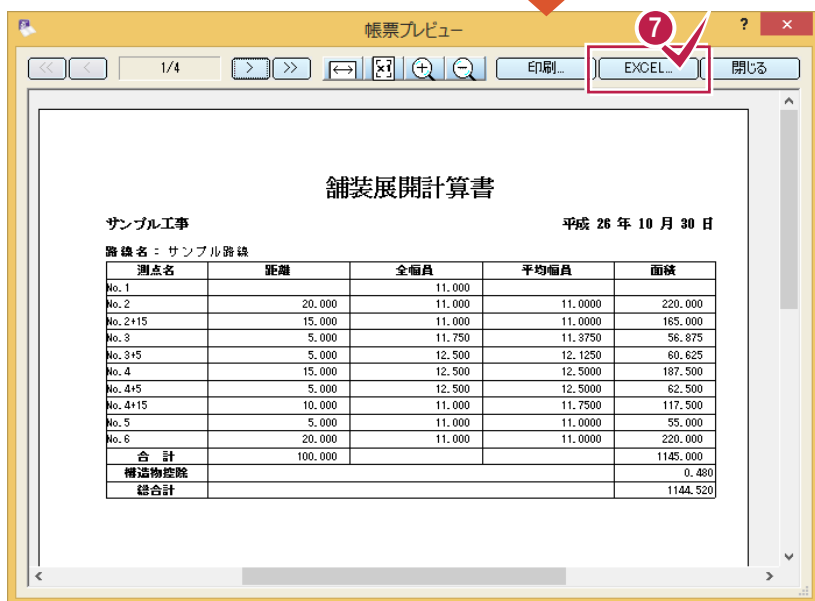 帳票プレビュー
7
?
×
<<
<
1/4
>
>>
x1
印刷...
EXCEL...
閉じる
舗装展開計算書
サンプル工事 平成 26 年 10 月 30 日
路線名：サンプル路線
測点名 距離 全幅員 平均幅員 面積
No.1 11.000
No.2 20.000 11.000 11.0000 220.000
No.2+15 15.000 11.000 11.0000 165.000
No.3 5.000 11.750 11.3750 56.875
No.3+5 5.000 12.500 12.1250 60.625
No.4 15.000 12.500 12.5000 187.500
No.4+5 5.000 12.500 12.5000 62.500
No.4+15 10.000 11.000 11.7500 117.500
No.5 5.000 11.000 11.0000 55.000
No.6 20.000 11.000 11.0000 220.000
合 計 100.000 1145.000
構造物控除 0.480
総合計 1144.520